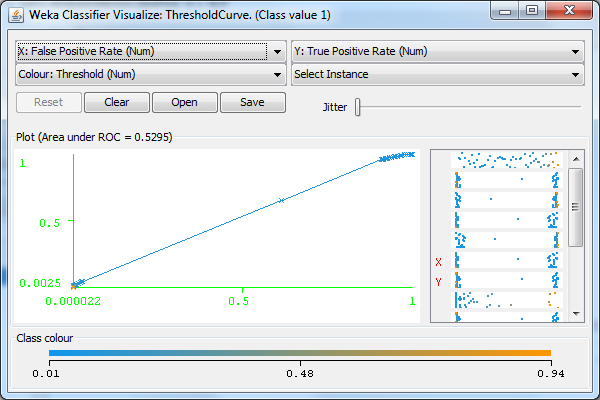 Weka Classifier Visualize: ThresholdCurve. (Class value 1)
X: False Positive Rate (Num) Y: True Positive Rate (Num)
Colour: Threshold (Num) Select Instance
Reset Clear Open Save Jitter
Plot (Area under ROC = 0.5295)
1
0.5
0.0025
0.000022 0.5 1
X
Y
Class colour
0.01 0.48 0.94